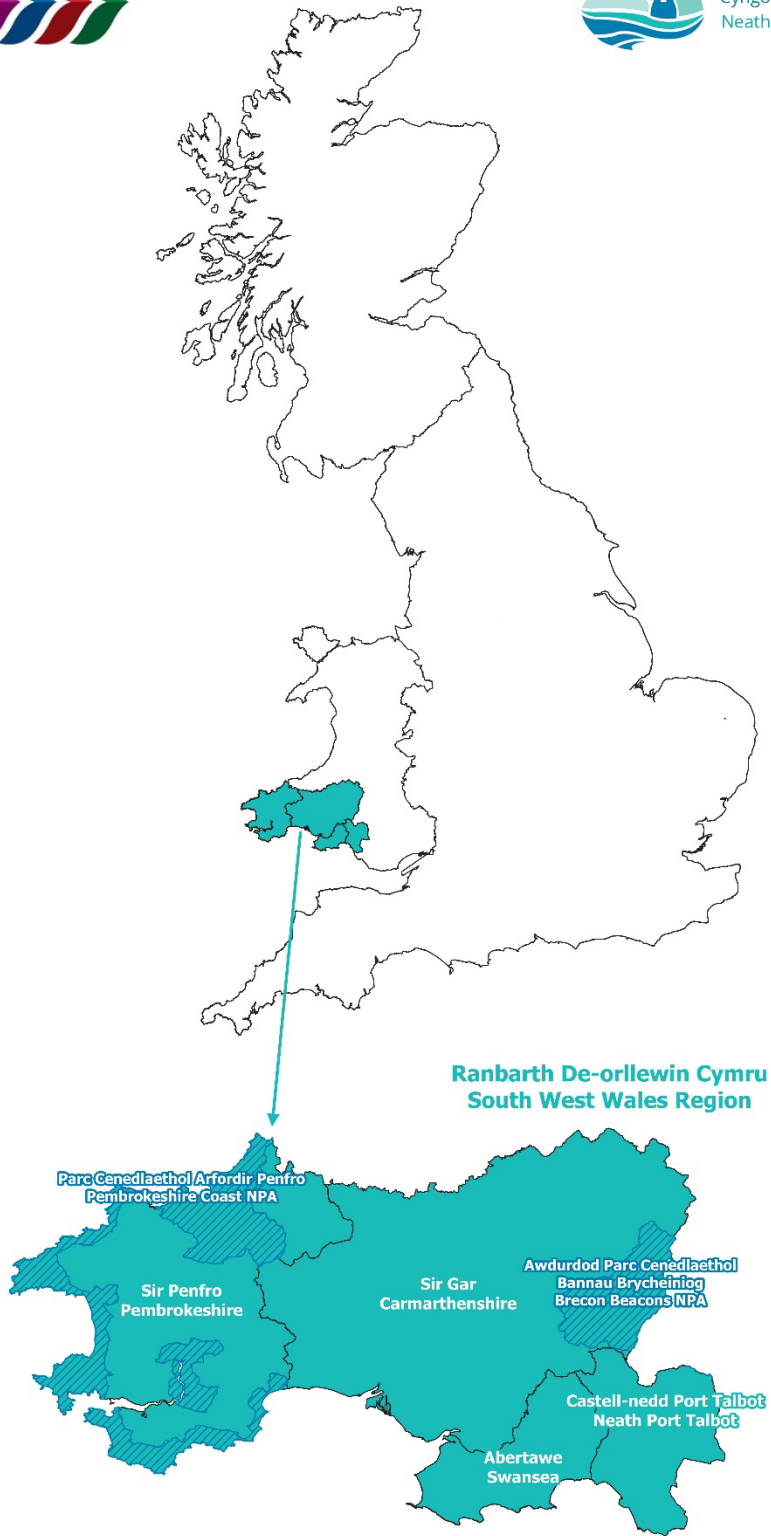 Neath
Ranbarth De-orllewin Cymru
South West Wales Region
Parc Cenedlaethol Arfordir Penfro
Pembrokeshire Coast NPA
Awdurdod Parc Cenedlaethol
Bannau Brycheiniog
Brecon Beacons NPA
Sir Penfro
Pembrokeshire
Sir Gar
Carmarthenshire
Castell-nedd Port Talbot
Neath Port Talbot
Abertawe
Swansea